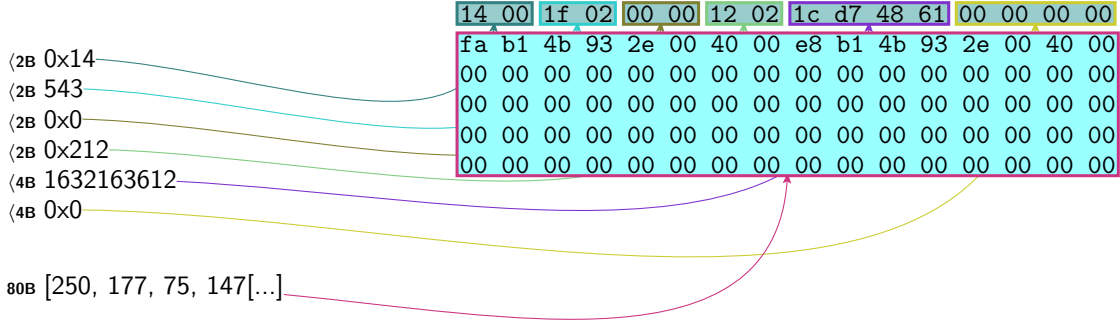 14 00 1f 02 00 00 12 02 1c d7 48 61 00 00 00 00
fa b1 4b 93 2e 00 40 00 e8 b1 4b 93 2e 00 40 00
00 00 00 00 00 00 00 00 00 00 00 00 00 00 00 00
00 00 00 00 00 00 00 00 00 00 00 00 00 00 00 00
00 00 00 00 00 00 00 00 00 00 00 00 00 00 00 00
00 00 00 00 00 00 00 00 00 00 00 00 00 00 00 00
⟨2B 0x14
⟨2B 543
⟨2B 0x0
⟨2B 0x212
⟨4B 1632163612
⟨4B 0x0
80B [250, 177, 75, 147[...]